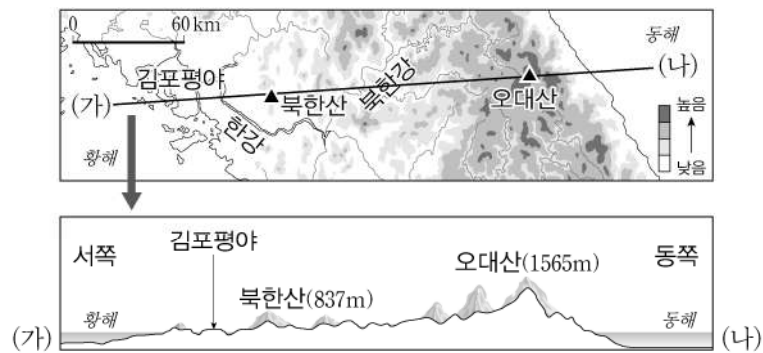 0 60 km
동해
김포평야
(나)
(가)
북한산
북한강
오대산
한강
높음
낮음
황해
서쪽
김포평야
오대산(1565m)
동쪽
북한산(837m)
황해
동해
(가)
(나)